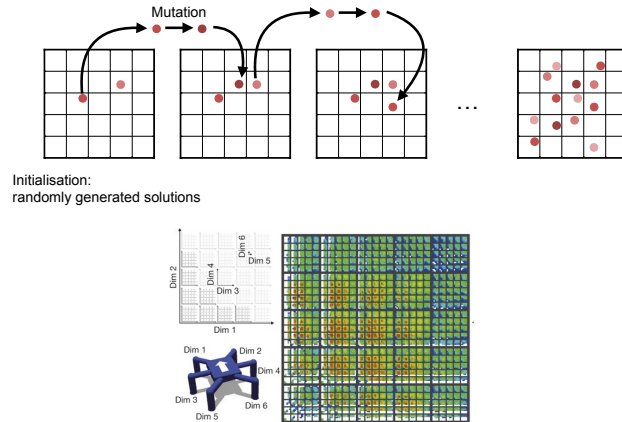 Mutation
...
Initialisation:
randomly generated solutions
Dim 2
Dim 4
Dim 6
Dim 5
Dim 3
Dim 1
Dim 1
Dim 2
Dim 3
Dim 4
Dim 5
Dim 6